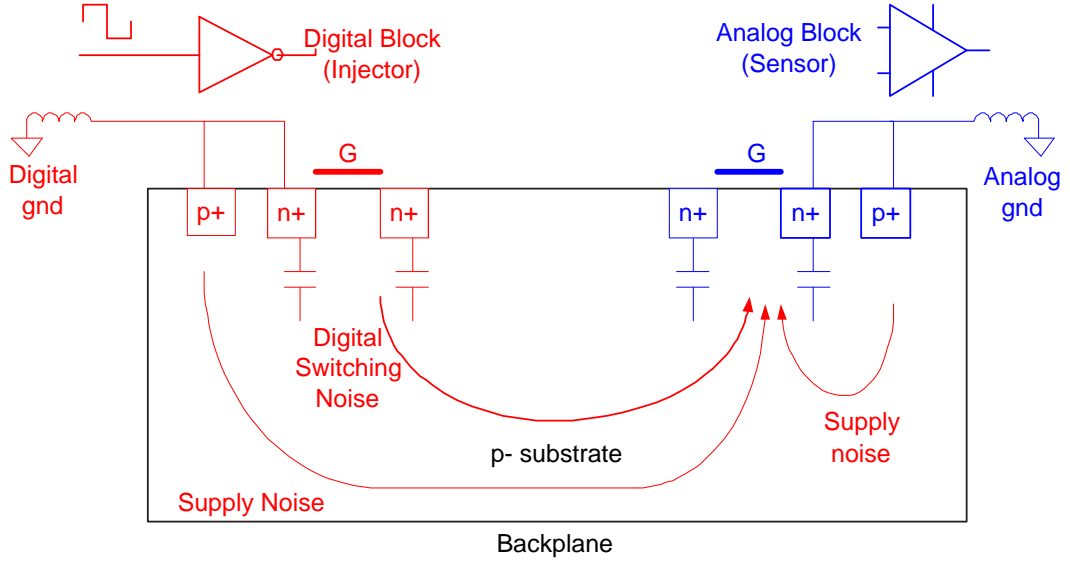 Digital Block
(Injector)
Analog Block
(Sensor)
Digital
gnd
G
G
Analog
gnd
p+
n+
n+
n+
n+
p+
Digital
Switching
Noise
Supply
noise
p- substrate
Supply Noise
Backplane